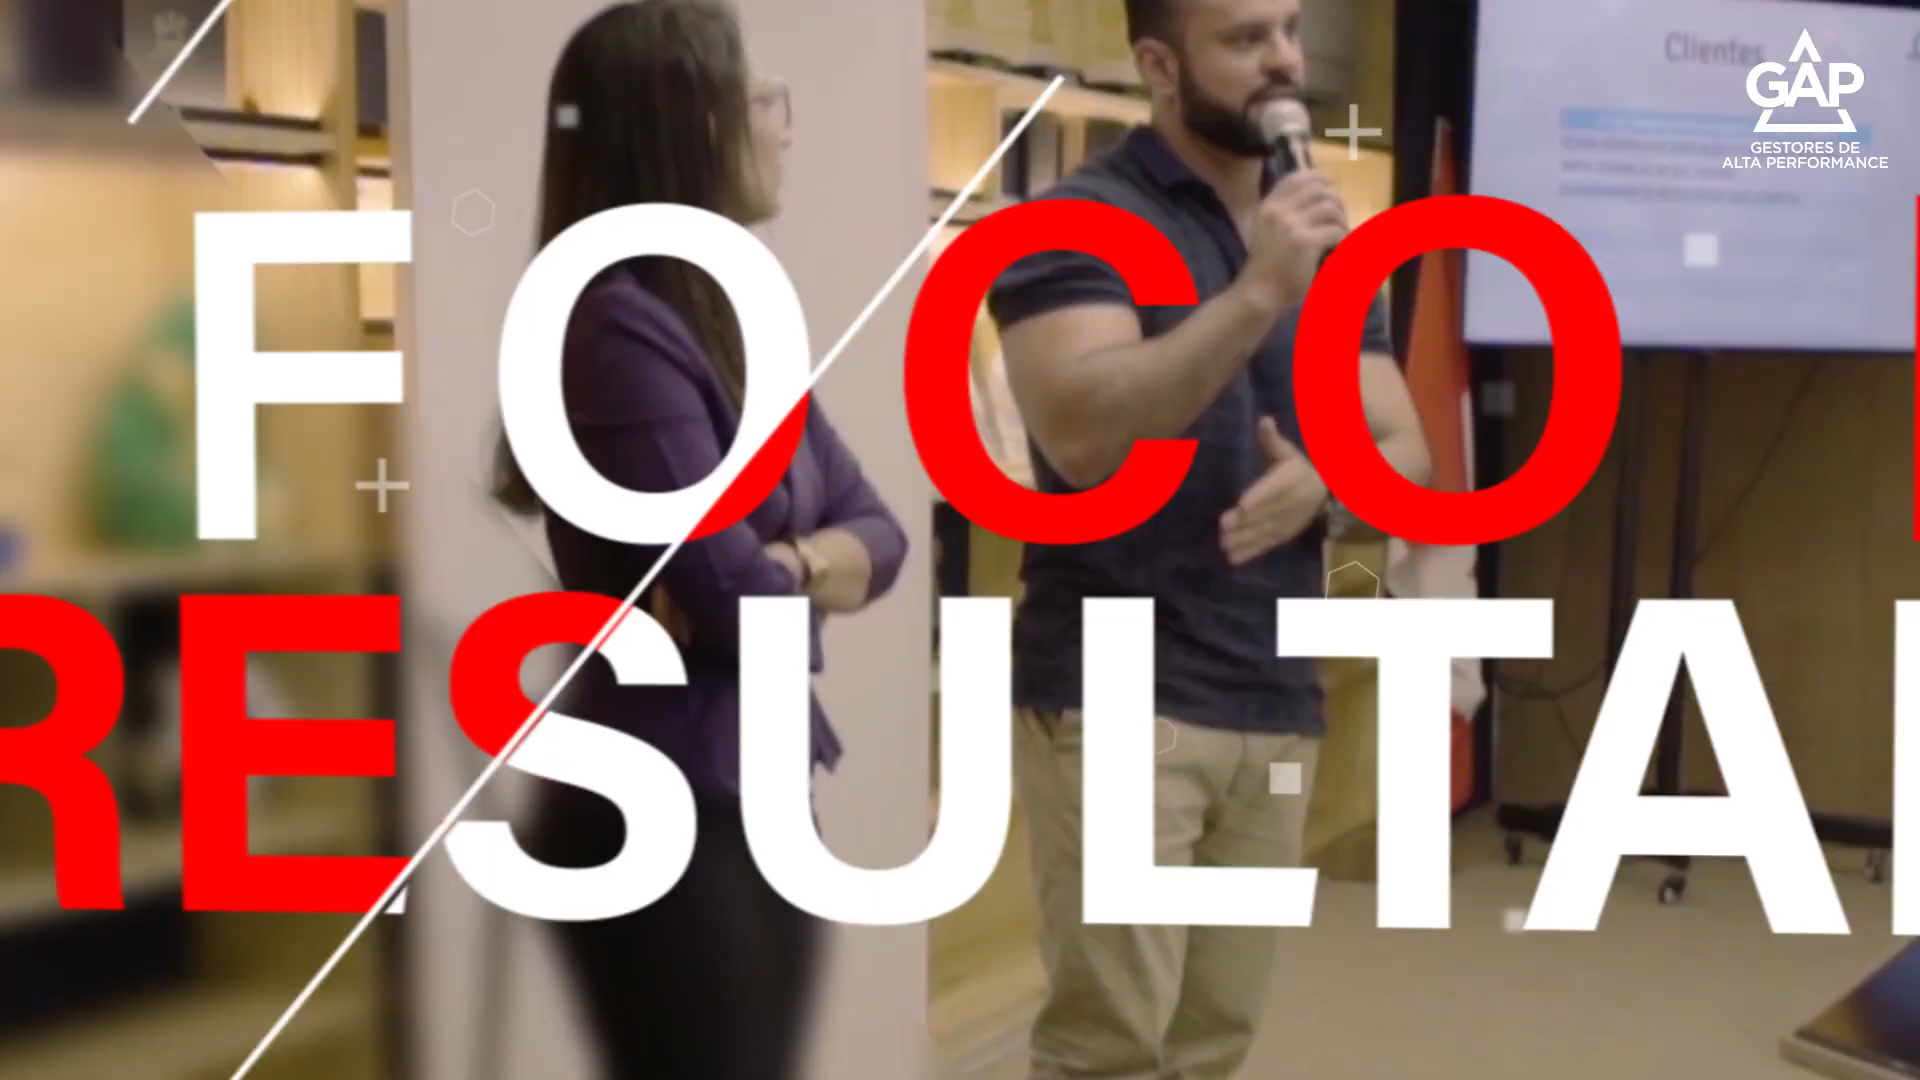 Clientes
GAP
GESTORES DE
ALTA PERFORMANCE
FOCO
RESULTA